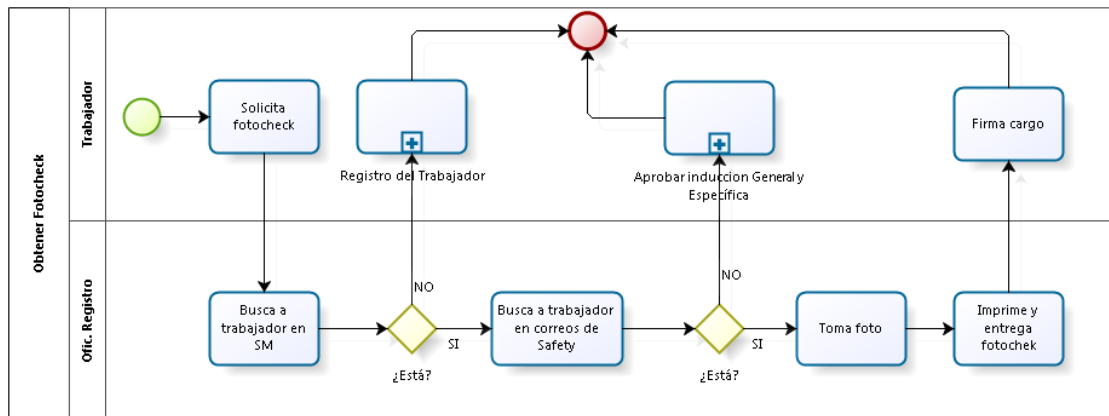 Obtener Fotocheck
Trabajador
Solicita
fotocheck
Registro del Trabajador
Aprobar induccion General y
Específica
Firma cargo
Ofic. Registro
Busca a
trabajador en
SM
NO
SI
¿Está?
Busca a trabajador
en correos de
Safety
NO
SI
¿Está?
Toma foto
Imprime y
entrega
fotochek